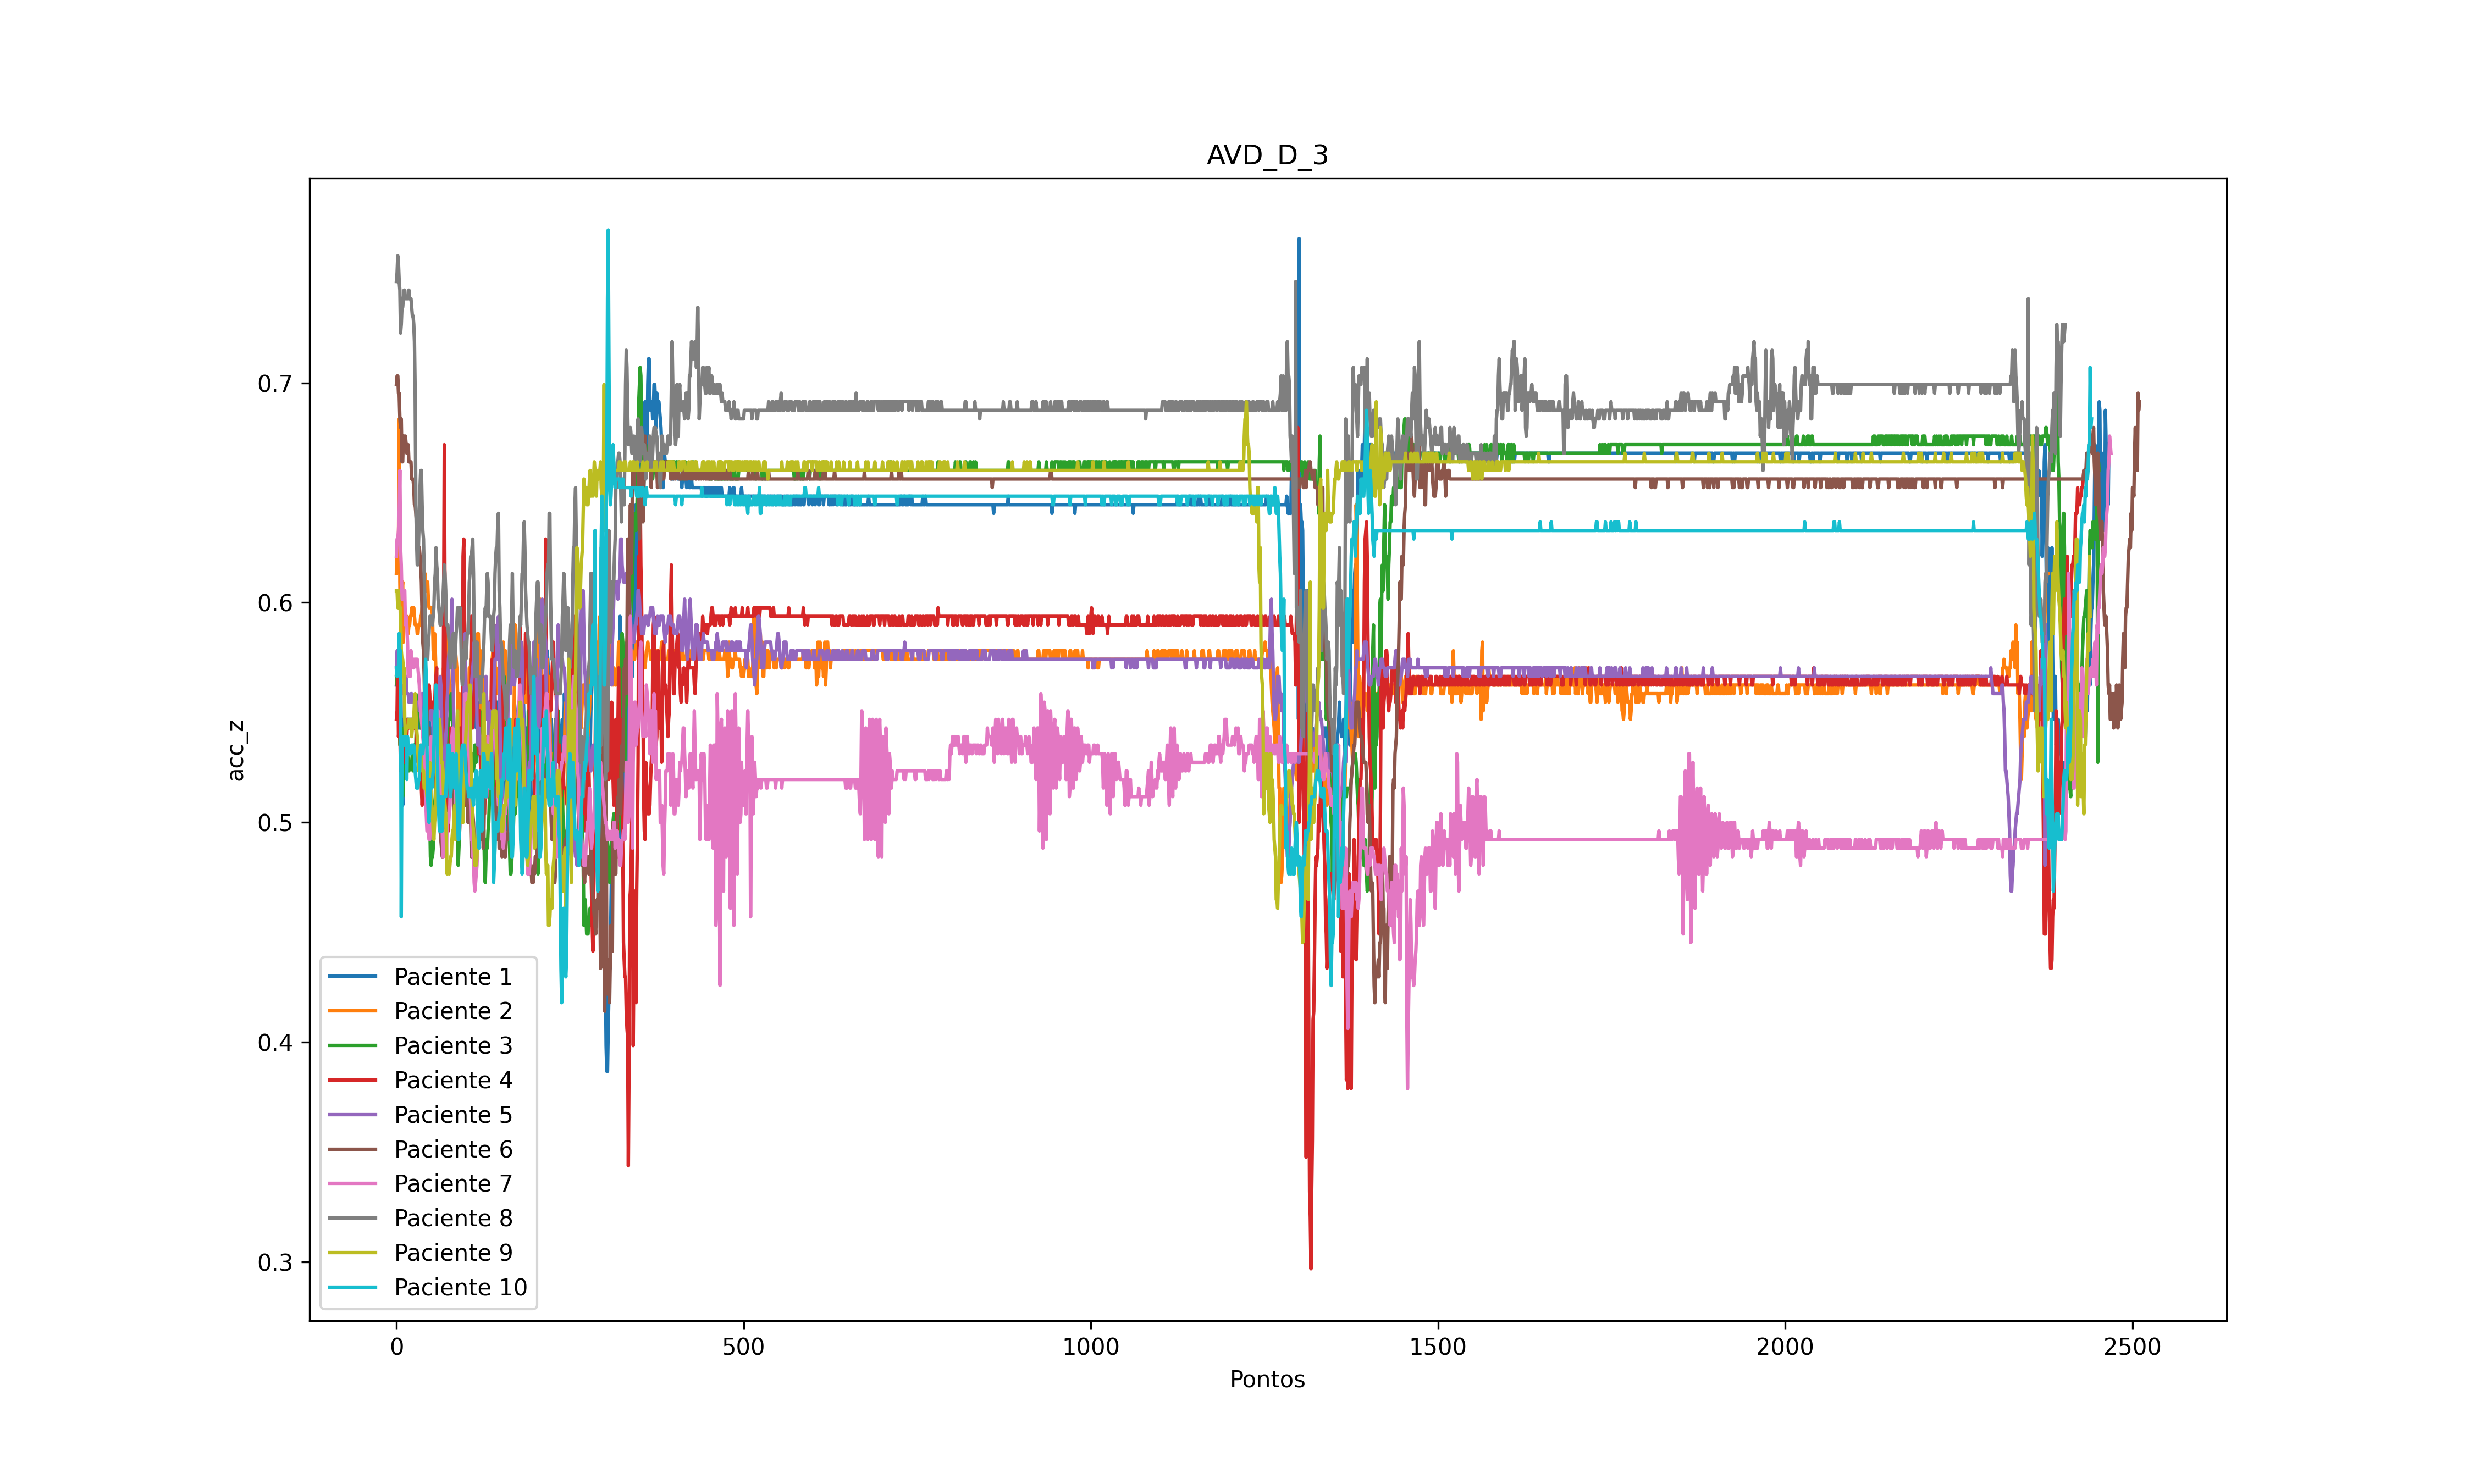 AVD_D_3
acc_z
0.7
0.6
0.5
0.4
0.3
Paciente 1
Paciente 2
Paciente 3
Paciente 4
Paciente 5
Paciente 6
Paciente 7
Paciente 8
Paciente 9
Paciente 10
0 500 1000 1500 2000 2500
Pontos